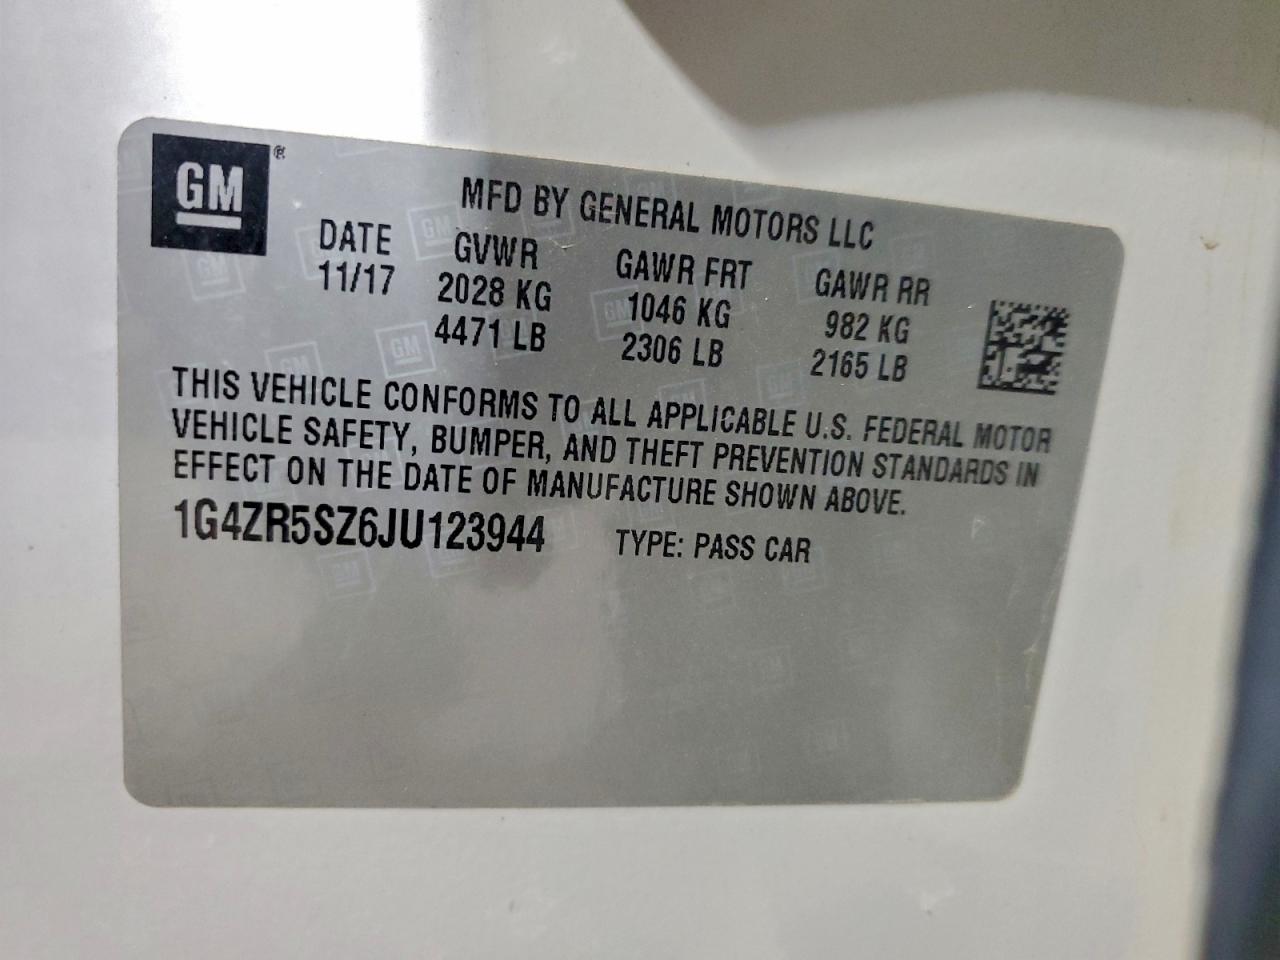 GM®
MFD BY GENERAL MOTORS LLC
DATE GVWR GAWR FRT GAWR RR
11/17 2028 KG 1046 KG 982 KG
4471 LB 2306 LB 2165 LB
THIS VEHICLE CONFORMS TO ALL APPLICABLE U.S. FEDERAL MOTOR
VEHICLE SAFETY, BUMPER, AND THEFT PREVENTION STANDARDS IN
EFFECT ON THE DATE OF MANUFACTURE SHOWN ABOVE.
1G4ZR5SZ6JU123944 TYPE: PASS CAR